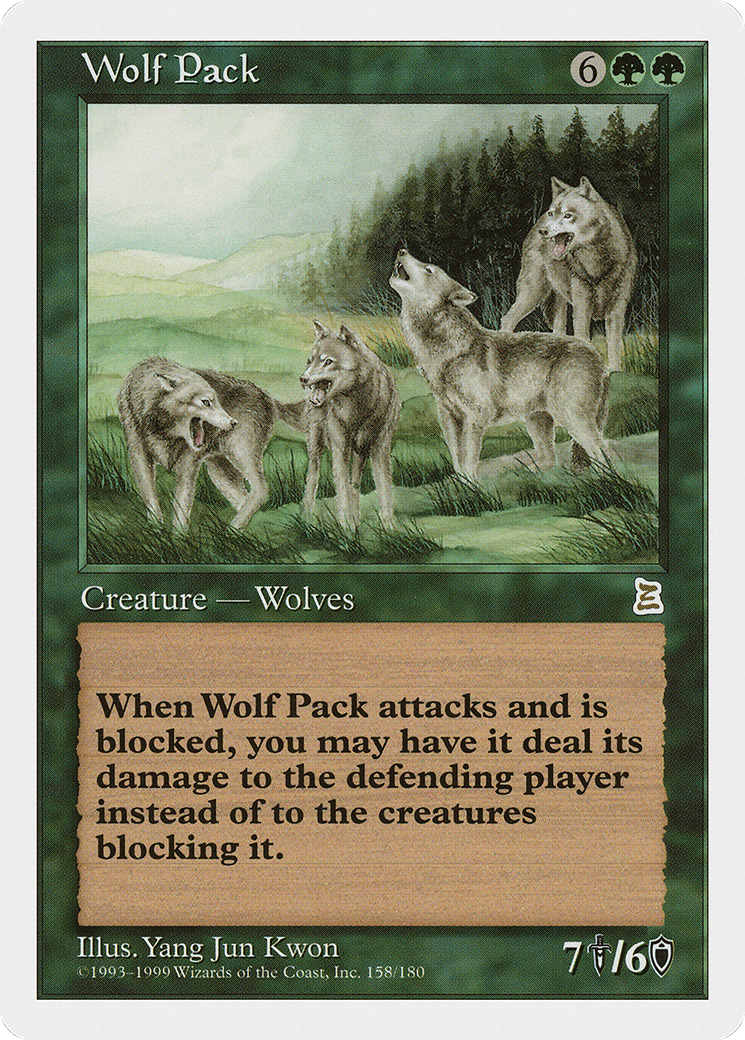 Wolf Pack 6
Creature — Wolves
When Wolf Pack attacks and is
blocked, you may have it deal its
damage to the defending player
instead of to the creatures
blocking it.
Illus. Yang Jun Kwon
©1993–1999 Wizards of the Coast, Inc. 158/180
7/6